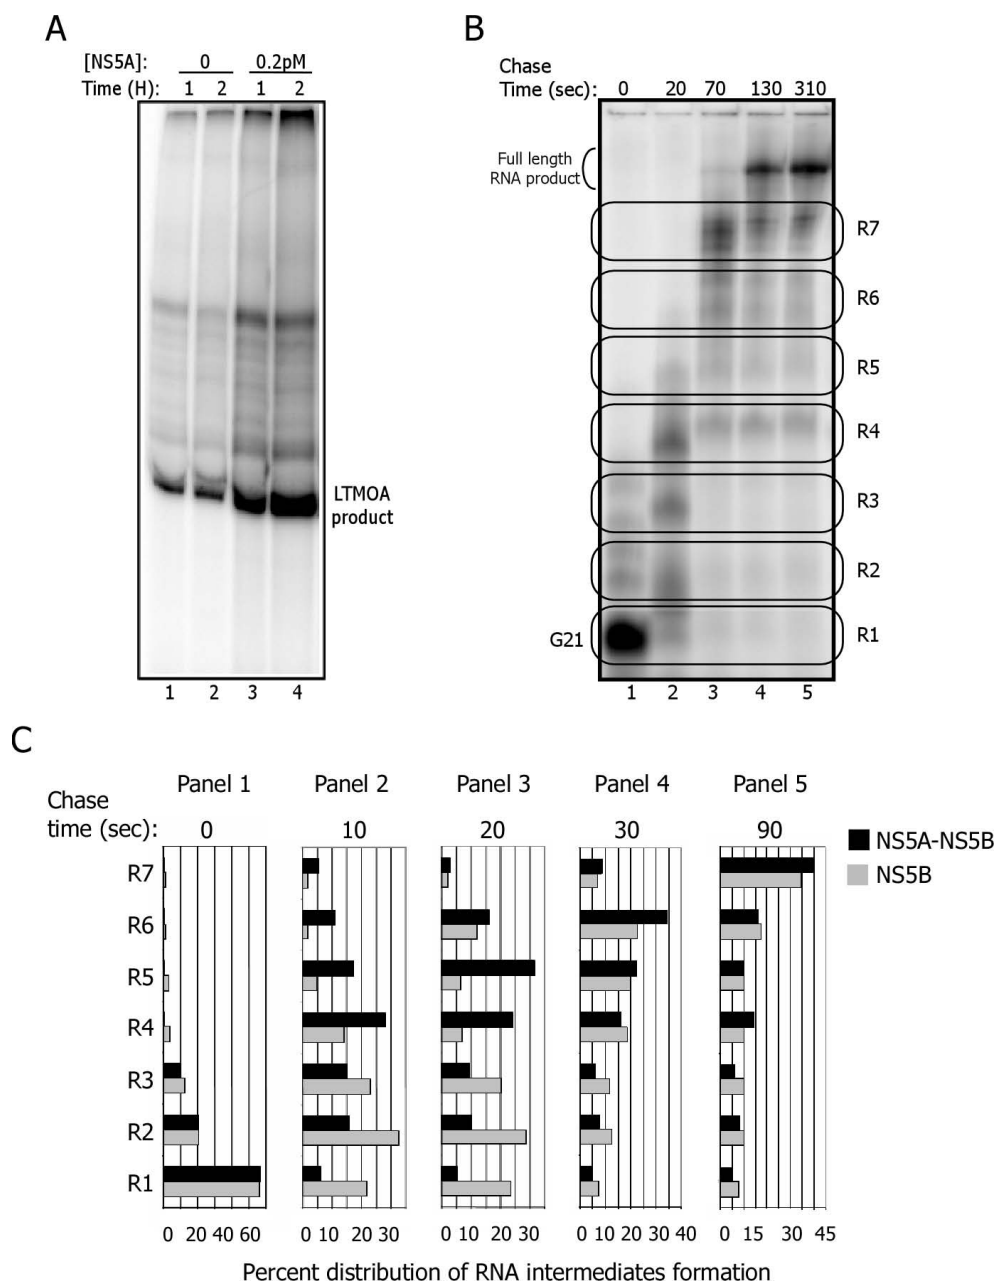 A
[NS5A]: 0 0.2pM
Time (H): 1 2 1 2
LTMOA
product
1 2 3 4
B
Chase
Time (sec): 0 20 70 130 310
Full length
RNA product
R7
R6
R5
R4
R3
R2
G21 R1
1 2 3 4 5
C
Panel 1 Panel 2 Panel 3 Panel 4 Panel 5
Chase
time (sec): 0 10 20 30 90
NS5A-NS5B
NS5B
R7
R6
R5
R4
R3
R2
R1
0 20 40 60 0 10 20 30 0 10 20 30 0 10 20 30 40 0 15 30 45
Percent distribution of RNA intermediates formation